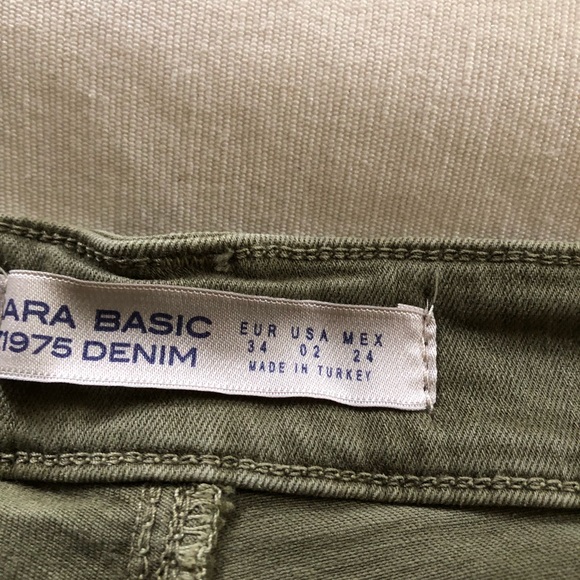 ARA BASIC
1975 DENIM
EUR USA MEX
34 02 24
MADE IN TURKEY